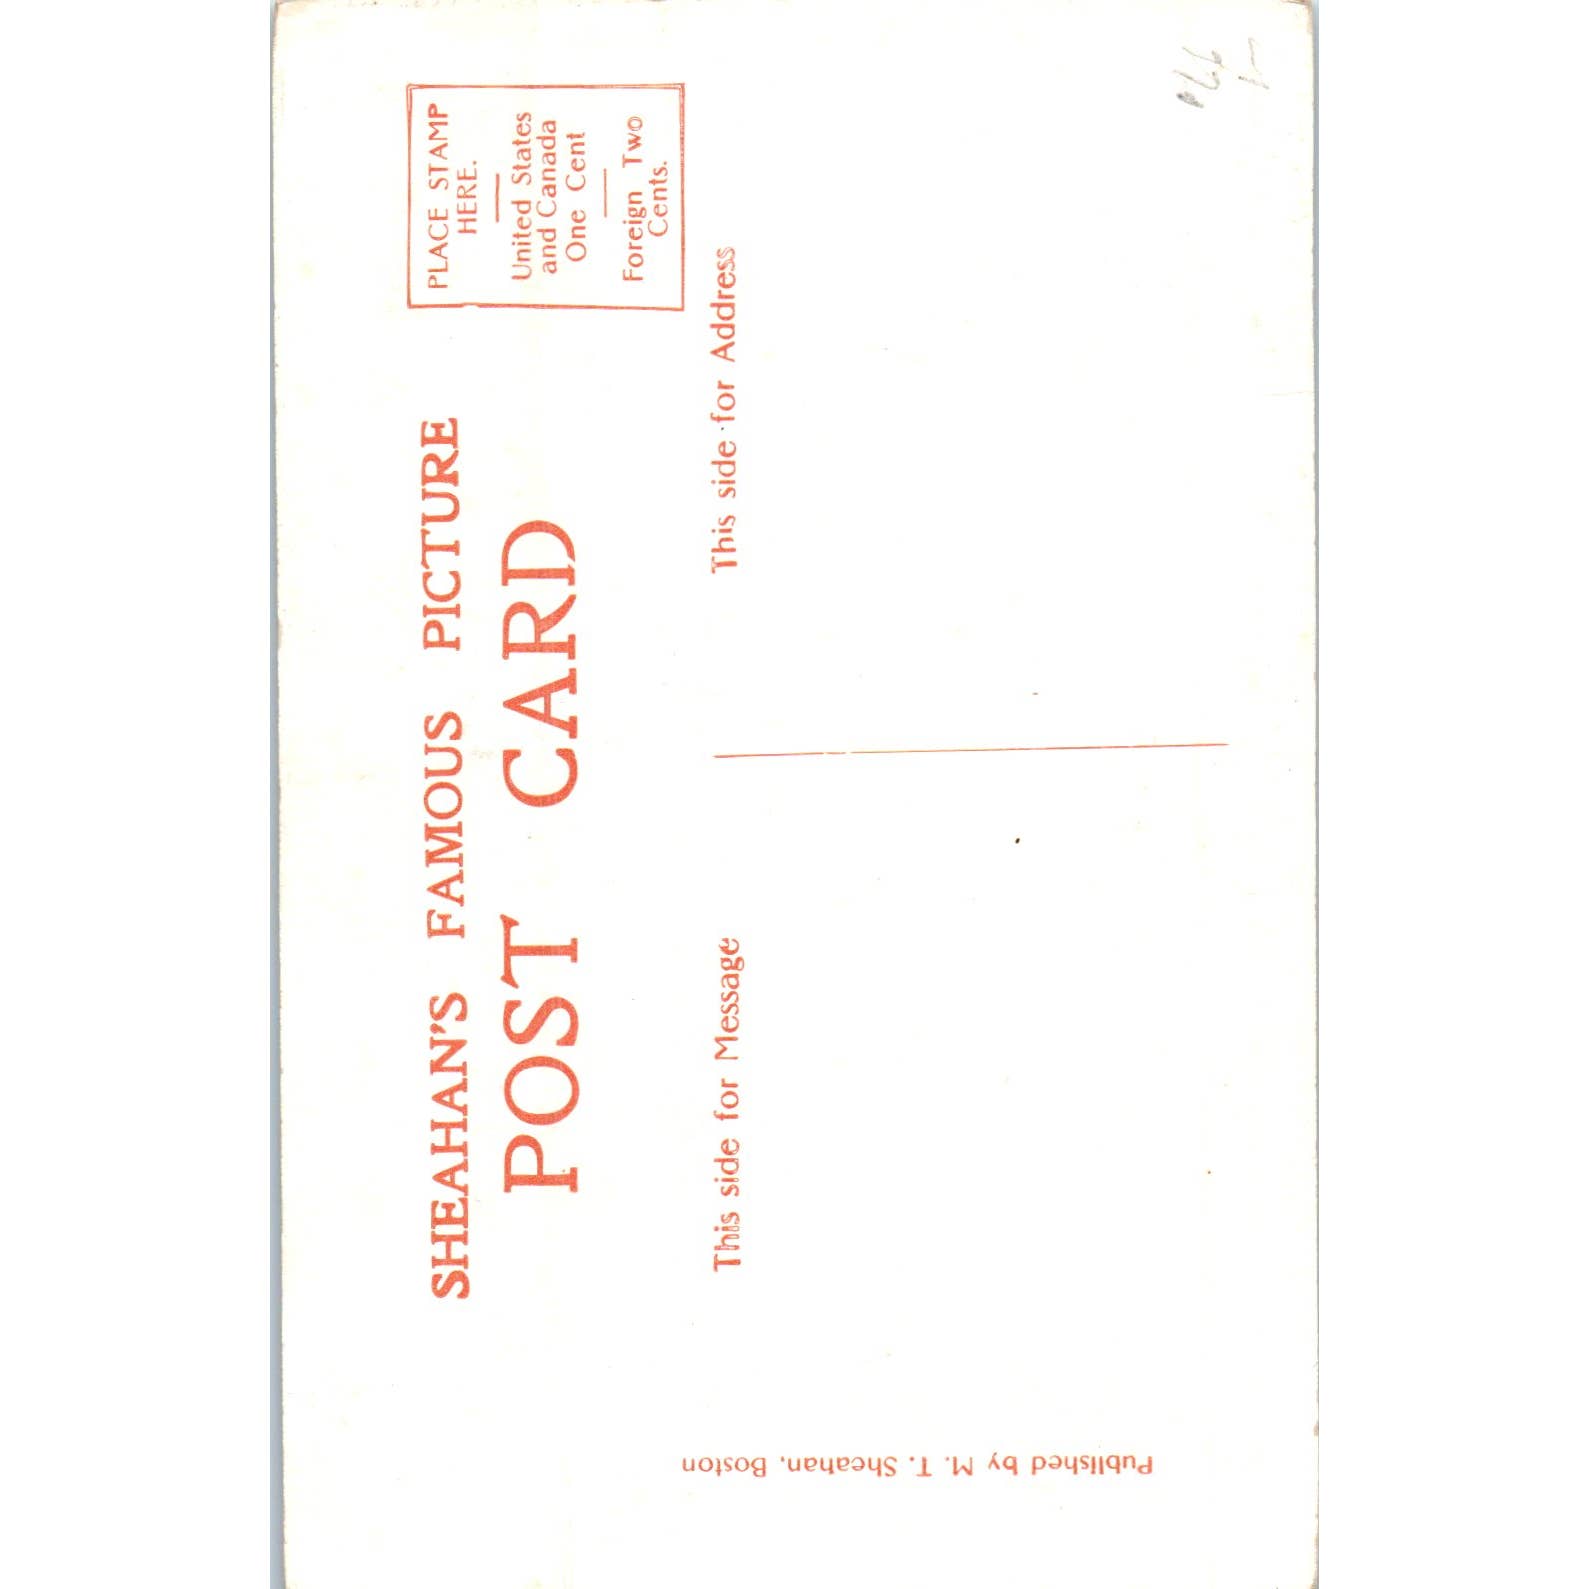 SHEAHAN'S FAMOUS PICTURE
POST CARD
PLACE STAMP
HERE.
United States
and Canada
One Cent
Foreign Two
Cents.
This side for Message
This side for Address
Published by M. T. Sheahan, Boston